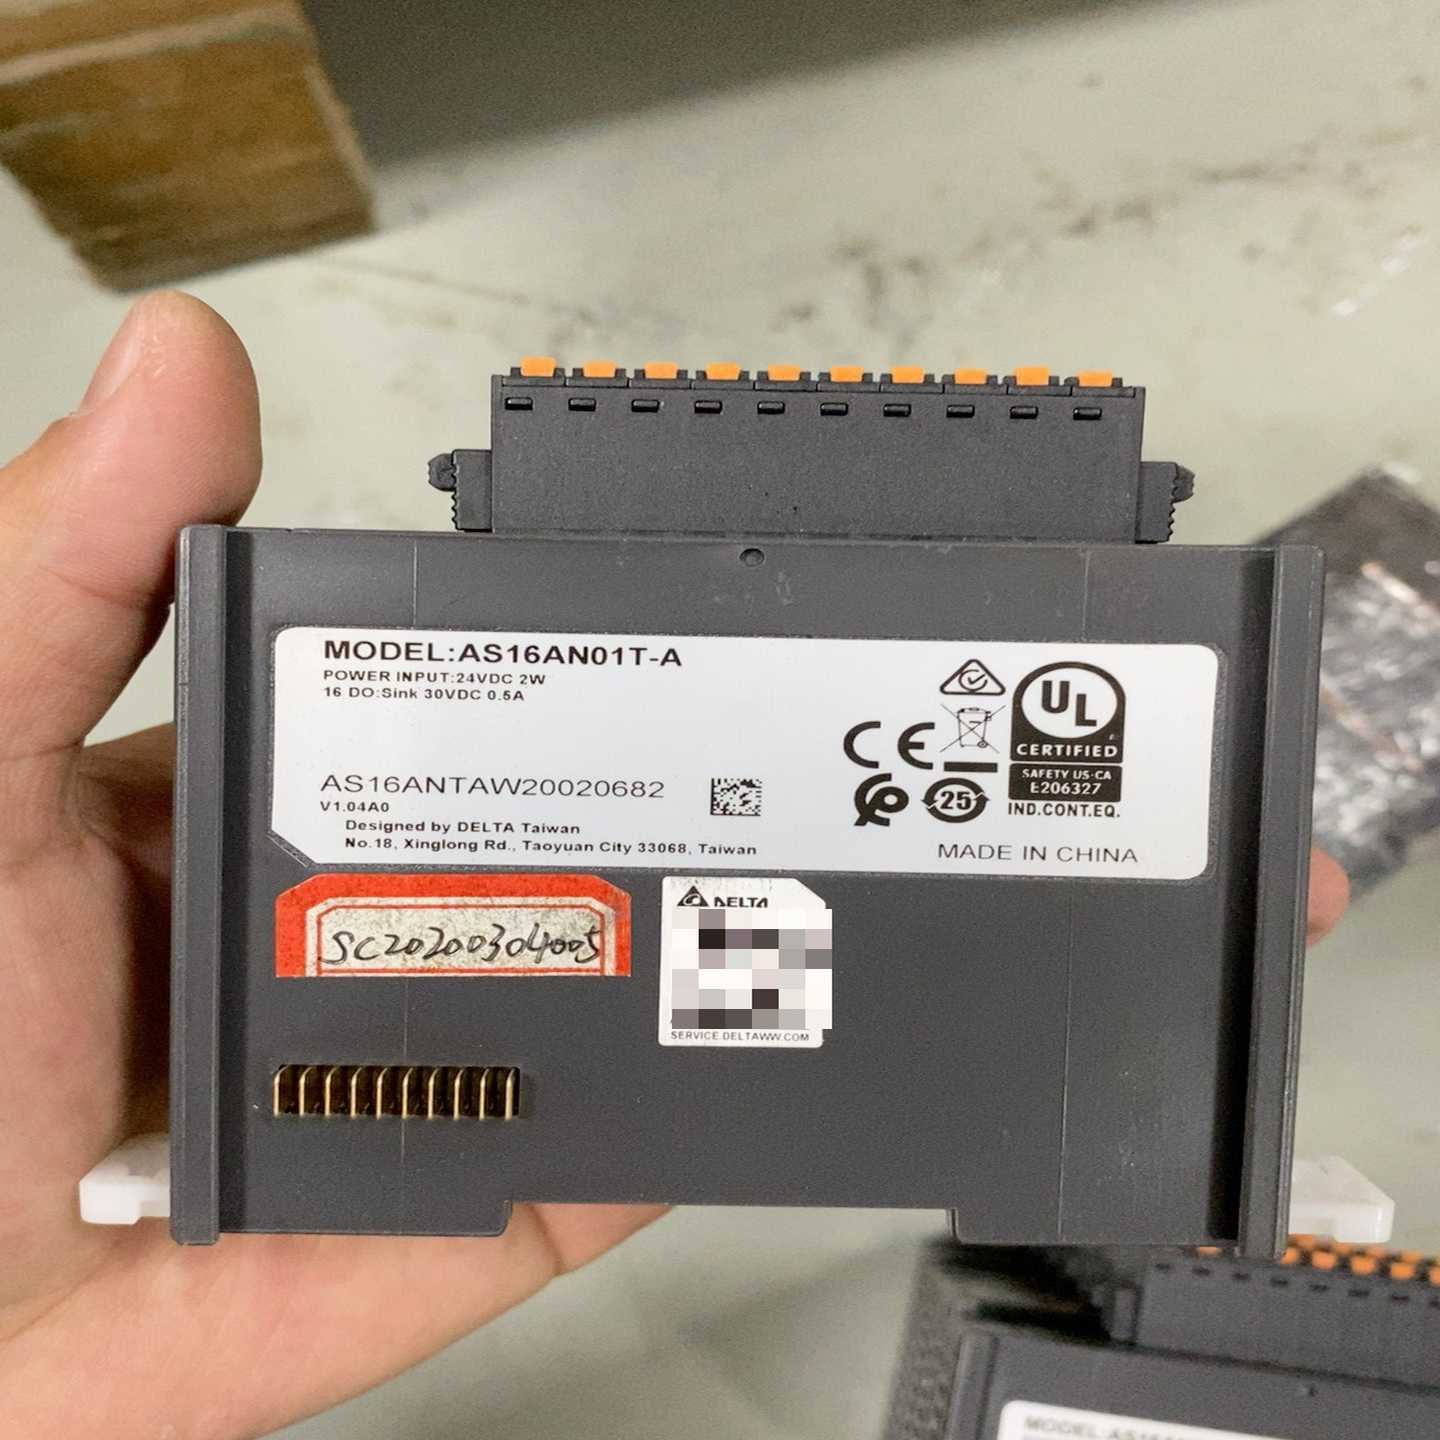 MODEL:AS16AN01T-A
POWER INPUT:24VDC 2W
16 DO:Sink 30VDC 0.5A
AS16ANTAW20020682
V1.04A0
Designed by DELTA Taiwan
No.18, Xinglong Rd., Taoyuan City 33068, Taiwan
CE
25
UL
CERTIFIED
SAFETY US-CA
E206327
IND.CONT.EQ.
MADE IN CHINA
SC20200304005
DELTA
SERVICE.DELTAWW.COM